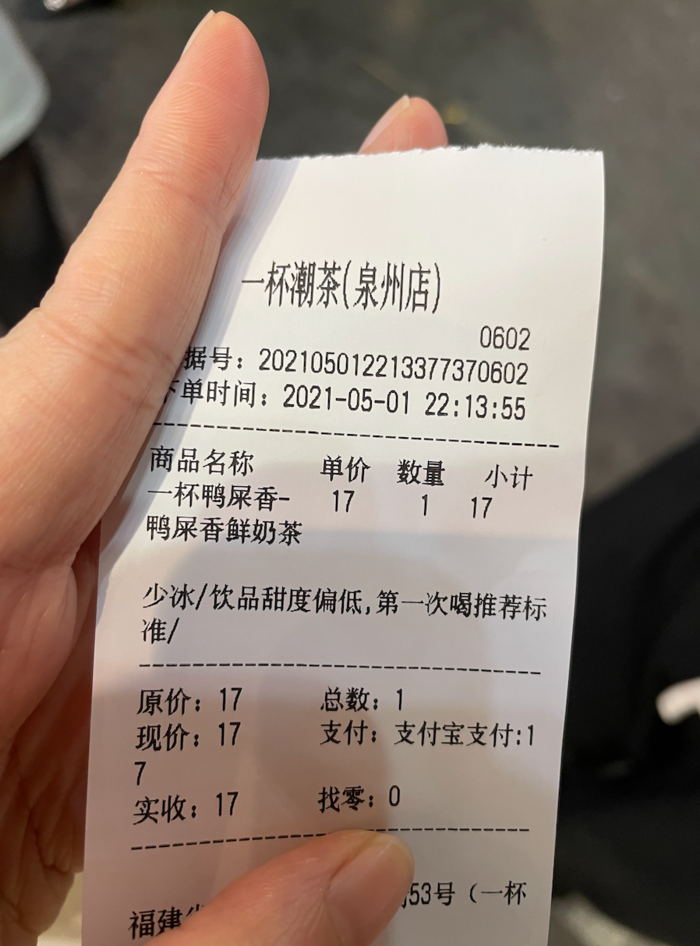 一杯潮茶(泉州店)
0602
据号：202105012213377370602
下单时间：2021-05-01 22:13:55
商品名称 单价 数量 小计
一杯鸭屎香- 17 1 17
鸭屎香鲜奶茶
少冰/饮品甜度偏低,第一次喝推荐标
准/
原价：17 总数：1
现价：17 支付：支付宝支付:1
7
实收：17 找零：0
福建 53号（一杯